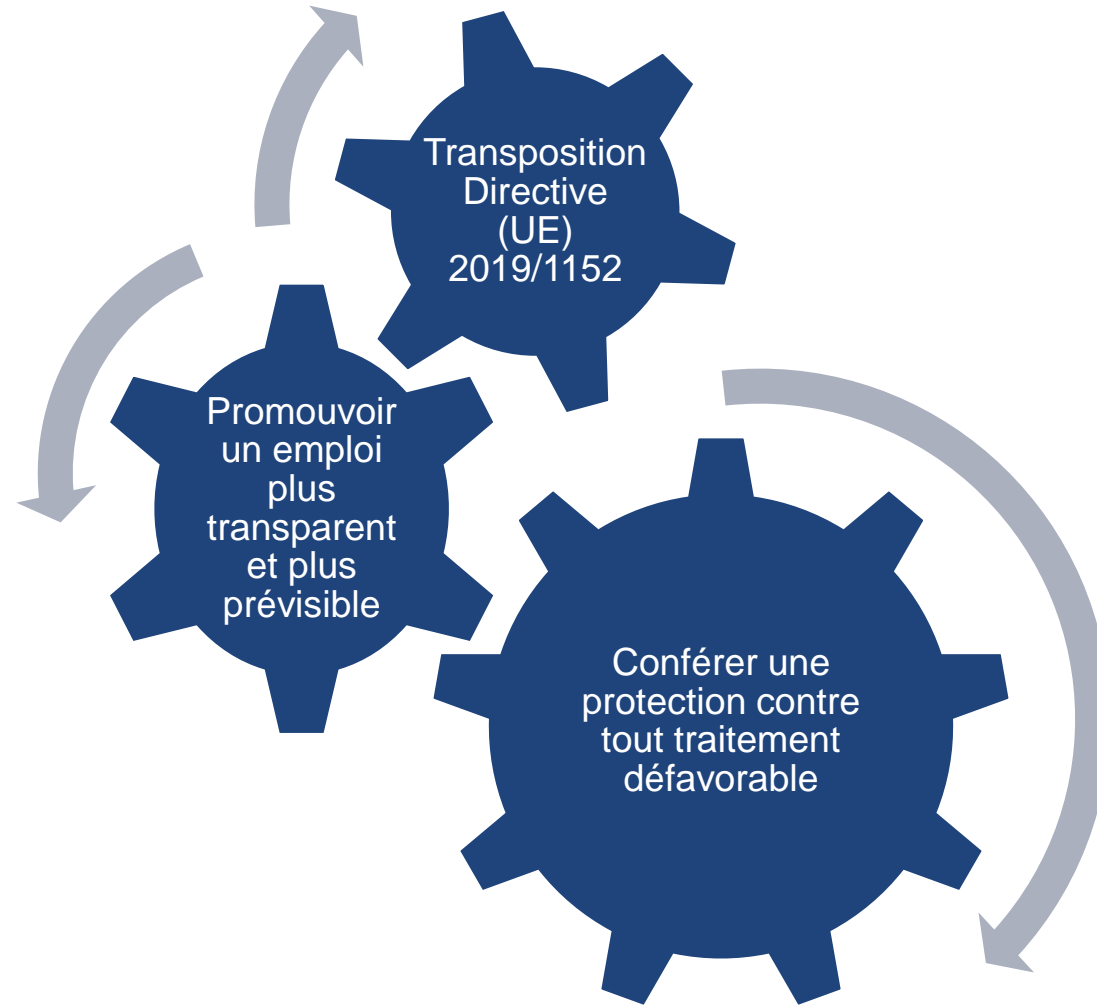 Transposition
Directive
(UE)
2019/1152
Promouvoir
un emploi
plus
transparent
et plus
prévisible
Conférer une
protection contre
tout traitement
défavorable